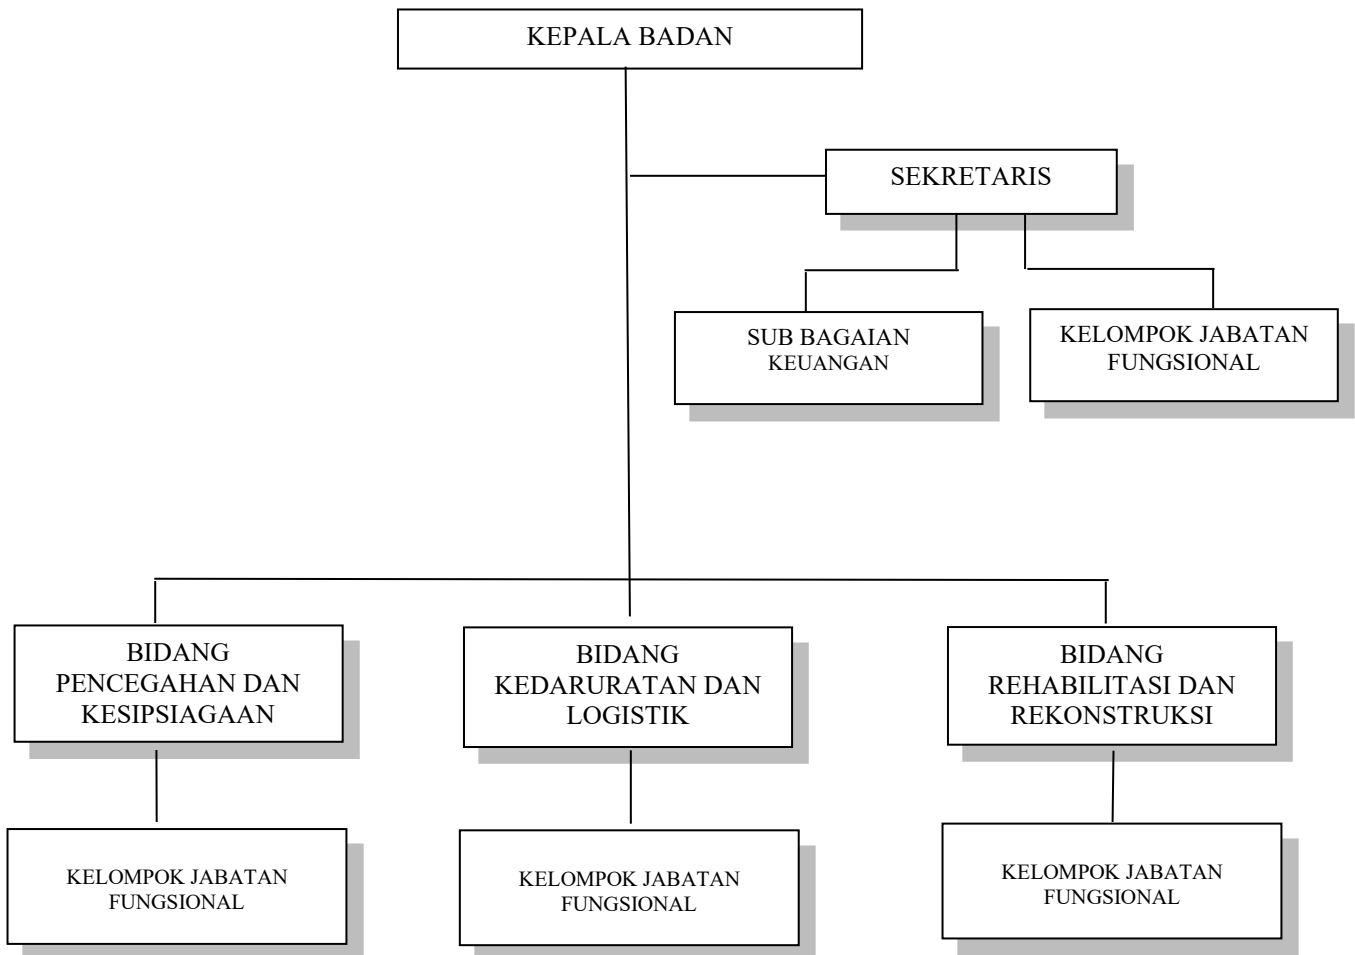 KEPALA BADAN
SEKRETARIS
SUB BAGAIAN
KEUANGAN
KELOMPOK JABATAN
FUNGSIONAL
BIDANG
PENCEGAHAN DAN
KESIPSIAGAAN
BIDANG
KEDARURATAN DAN
LOGISTIK
BIDANG
REHABILITASI DAN
REKONSTRUKSI
KELOMPOK JABATAN
FUNGSIONAL
KELOMPOK JABATAN
FUNGSIONAL
KELOMPOK JABATAN
FUNGSIONAL